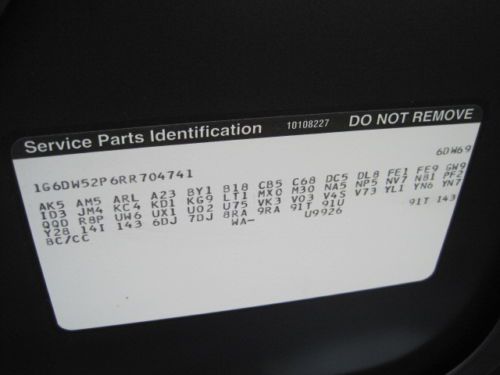 Service Parts Identification 10108227 DO NOT REMOVE
1G6DW52P6RR704741 6DW69
AK5 AM5 ARL A23 BY1 B18 CB5 C68 DC5 DL8 FE1 FE9 GW9
ID3 JM4 KC4 KD1 KG9 LT1 MX0 M30 NA5 NP5 NV7 N81 PF2
QQD R8P UW6 UX1 U02 U75 VK3 V03 V4S V73 YL1 YN6 YN7
Y28 14I 143 6DJ 7DJ 8RA 9RA 91T 91U 91T 143
BC/CC WA- U9926